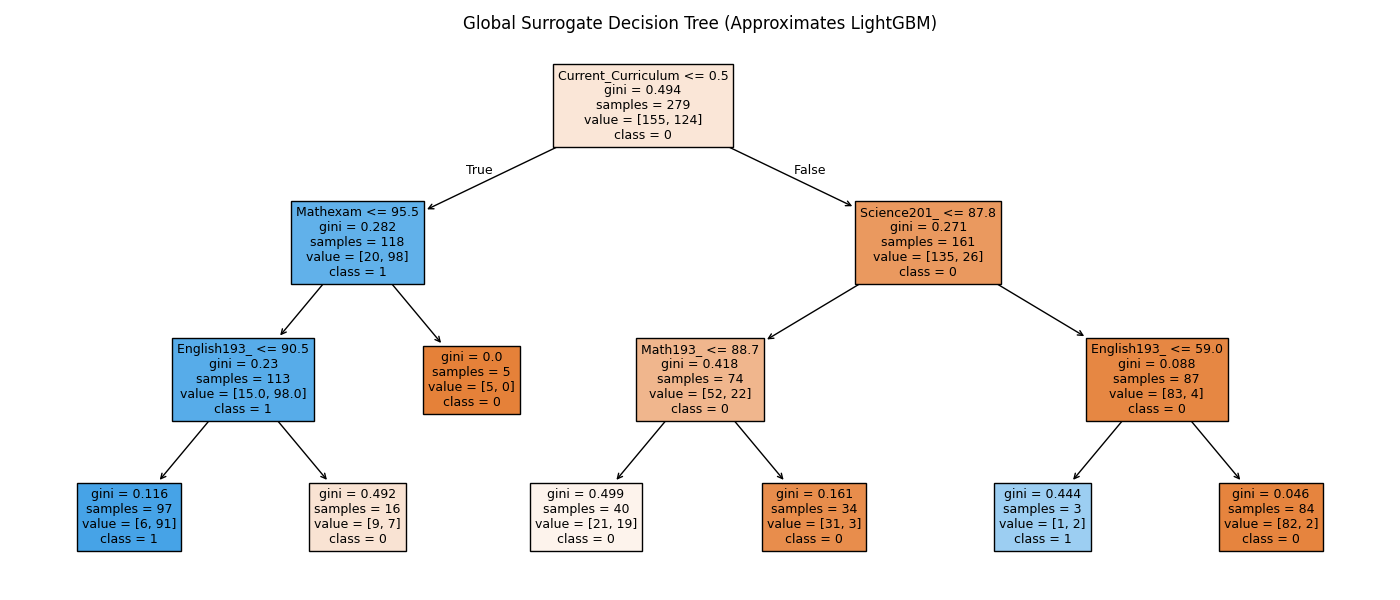 Global Surrogate Decision Tree (Approximates LightGBM)
Current_Curriculum <= 0.5
gini = 0.494
samples = 279
value = [155, 124]
class = 0
True
False
Mathexam <= 95.5
gini = 0.282
samples = 118
value = [20, 98]
class = 1
Science201_ <= 87.8
gini = 0.271
samples = 161
value = [135, 26]
class = 0
English193_ <= 90.5
gini = 0.23
samples = 113
value = [15.0, 98.0]
class = 1
gini = 0.0
samples = 5
value = [5, 0]
class = 0
Math193_ <= 88.7
gini = 0.418
samples = 74
value = [52, 22]
class = 0
English193_ <= 59.0
gini = 0.088
samples = 87
value = [83, 4]
class = 0
gini = 0.116
samples = 97
value = [6, 91]
class = 1
gini = 0.492
samples = 16
value = [9, 7]
class = 0
gini = 0.499
samples = 40
value = [21, 19]
class = 0
gini = 0.161
samples = 34
value = [31, 3]
class = 0
gini = 0.444
samples = 3
value = [1, 2]
class = 1
gini = 0.046
samples = 84
value = [82, 2]
class = 0